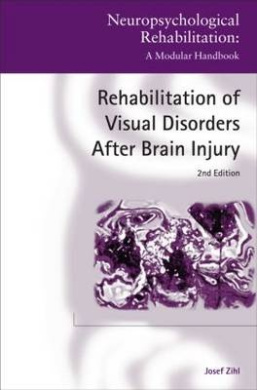 Neuropsychological
Rehabilitation:
A Modular Handbook
Rehabilitation of
Visual Disorders
After Brain Injury
2nd Edition
Josef Zihl